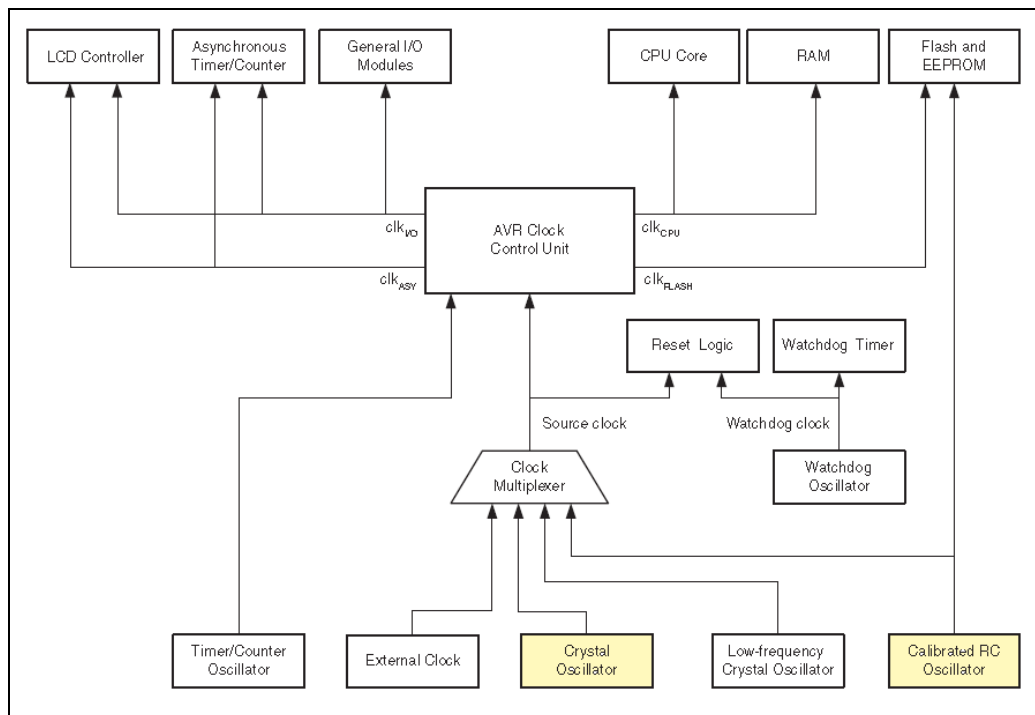 LCD Controller
Asynchronous
Timer/Counter
General I/O
Modules
CPU Core
RAM
Flash and
EEPROM
clkI/O
AVR Clock
Control Unit
clkCPU
clkASY
clkFLASH
Reset Logic
Watchdog Timer
Source clock
Watchdog clock
Clock
Multiplexer
Watchdog
Oscillator
Timer/Counter
Oscillator
External Clock
Crystal
Oscillator
Low-frequency
Crystal Oscillator
Calibrated RC
Oscillator